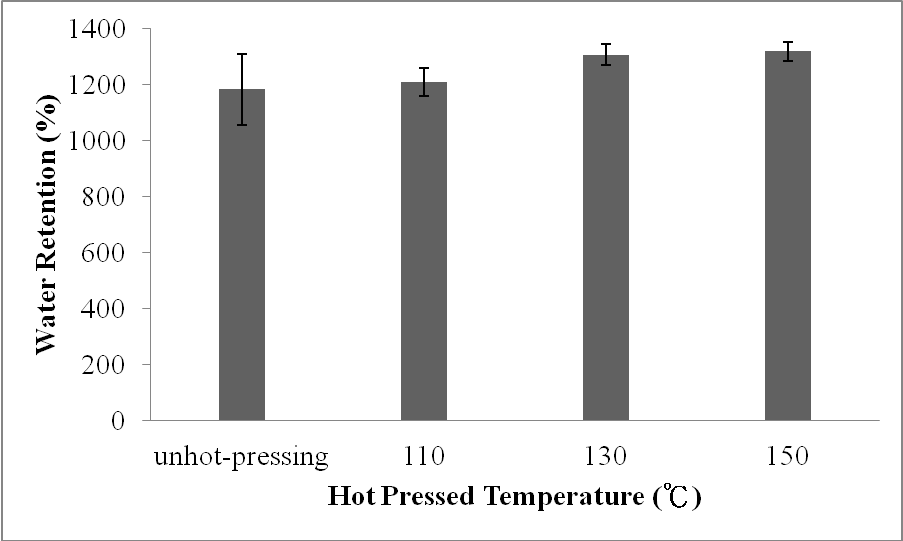 1400
1200
1000
800
600
400
200
0
Water Retention (%)
unhot-pressing 110 130 150
Hot Pressed Temperature (℃)